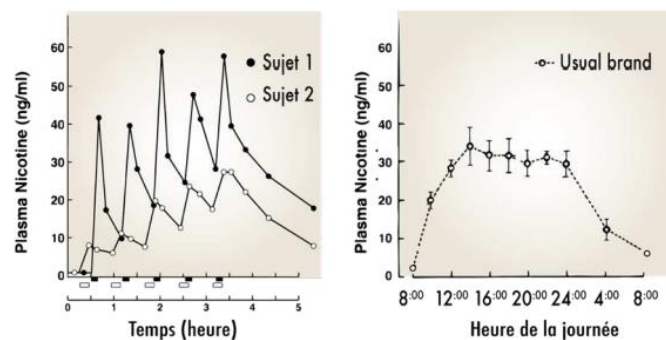 Plasma Nicotine (ng/ml)
60
50
40
30
20
10
0
Sujet 1
Sujet 2
0 1 2 3 4 5
Temps (heure)
Plasma Nicotine (ng/ml)
60
50
40
30
20
10
0
Usual brand
8:00 12:00 16:00 20:00 24:00 4:00 8:00
Heure de la journée